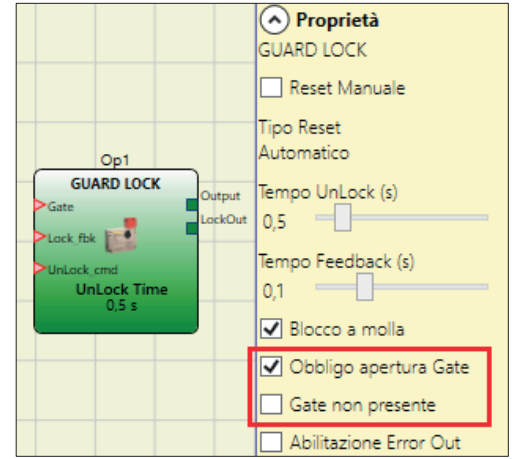 Op1
GUARD LOCK
Gate
Lock_fbk
UnLock_cmd
Output
LockOut
UnLock Time
0,5 s
Proprietà
GUARD LOCK
Reset Manuale
Tipo Reset
Automatico
Tempo UnLock (s)
0,5
Tempo Feedback (s)
0,1
Blocco a molla
Obbligo apertura Gate
Gate non presente
Abilitazione Error Out